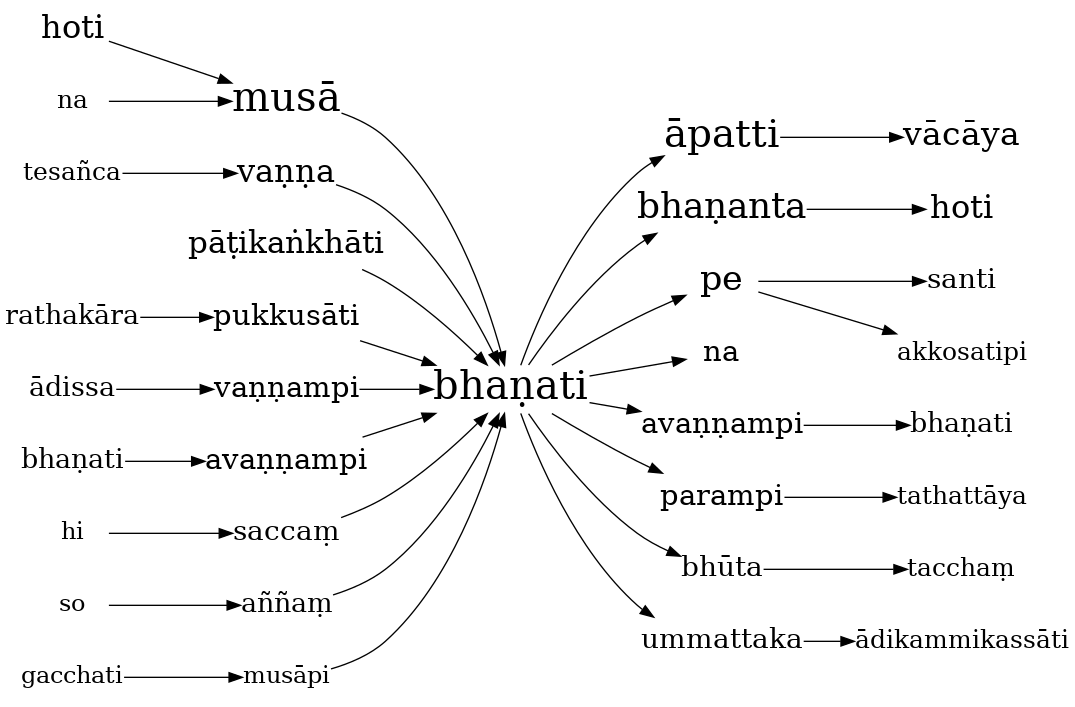 hoti
na
musā
tesañca
vaṇṇa
pāṭikaṅkhāti
rathakāra
pukkusāti
ādissa
vaṇṇampi
bhaṇati
avaṇṇampi
hi
saccaṃ
so
aññaṃ
gacchati
musāpi
bhaṇati
āpatti
vācāya
bhaṇanta
hoti
pe
santi
akkosatipi
na
avaṇṇampi
bhaṇati
parampi
tathattāya
bhūta
tacchaṃ
ummattaka
ādikammikassāti